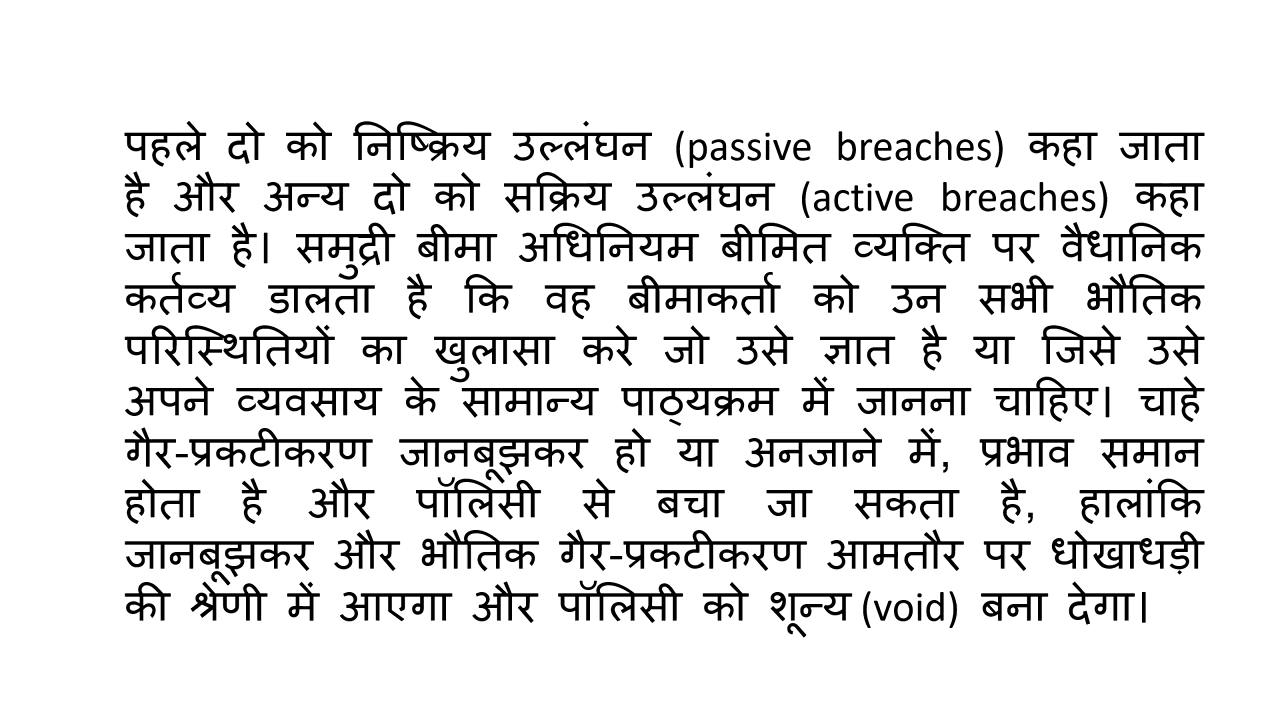 पहले दो को निष्क्रिय उल्लंघन (passive breaches) कहा जाता
है और अन्य दो को सक्रिय उल्लंघन (active breaches) कहा
जाता है। समुद्री बीमा अधिनियम बीमित व्यक्ति पर वैधानिक
कर्तव्य डालता है कि वह बीमाकर्ता को उन सभी भौतिक
परिस्थितियों का खुलासा करे जो उसे ज्ञात है या जिसे उसे
अपने व्यवसाय के सामान्य पाठ्यक्रम में जानना चाहिए। चाहे
गैर-प्रकटीकरण जानबूझकर हो या अनजाने में, प्रभाव समान
होता है और पॉलिसी से बचा जा सकता है, हालांकि
जानबूझकर और भौतिक गैर-प्रकटीकरण आमतौर पर धोखाधड़ी
की श्रेणी में आएगा और पॉलिसी को शून्य (void) बना देगा।